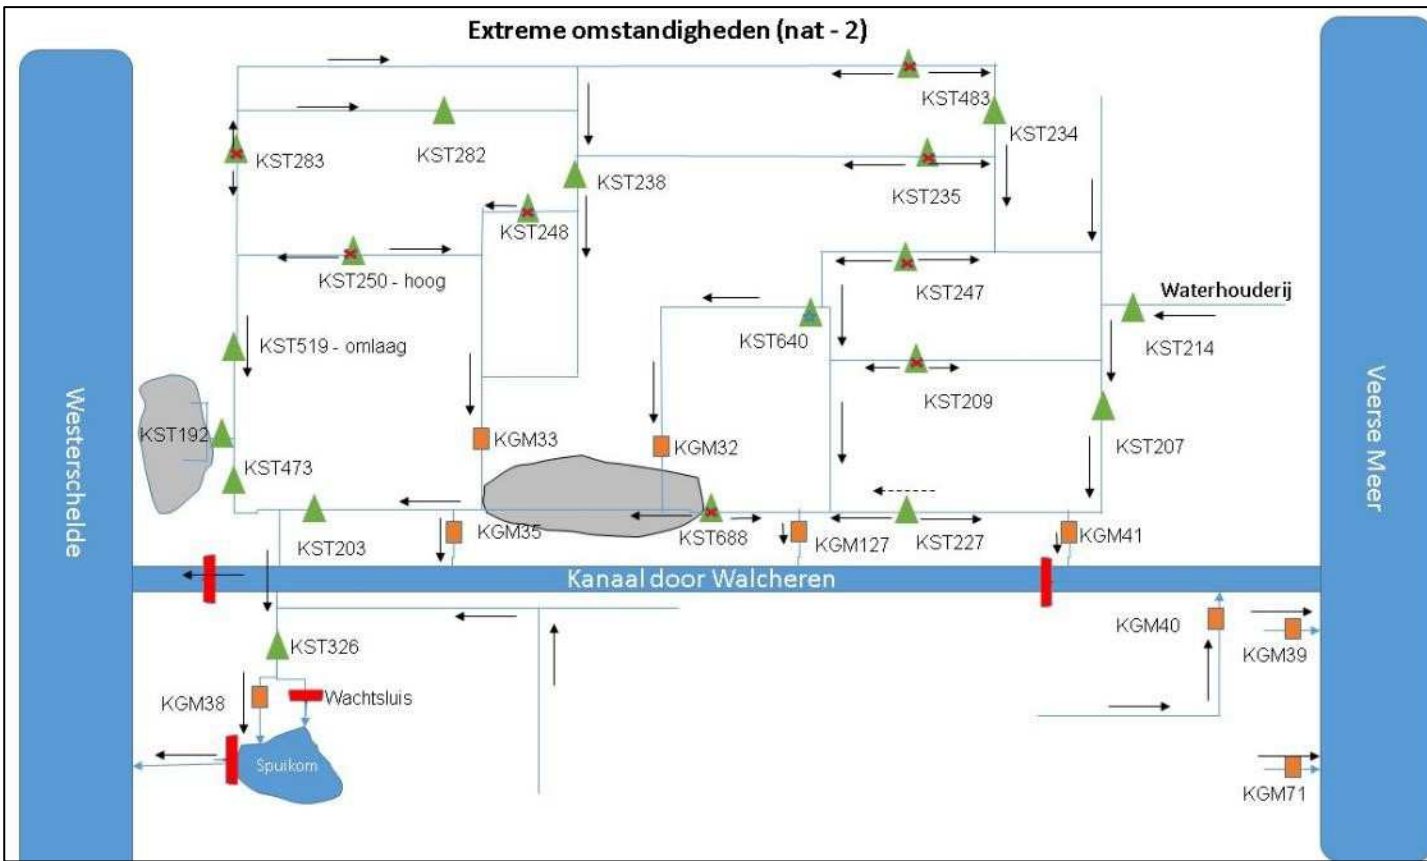 Extreme omstandigheden (nat - 2)
KST483
KST234
KST283
KST282
KST238
KST235
KST248
KST250 - hoog
KST247
Waterhouderij
KST640
KST214
KST519 - omlaag
KST209
Westerschelde
Veerse Meer
KST192
KGM33
KGM32
KST207
KST473
KST203
KGM35
KST688
KGM127
KST227
KGM41
Kanaal door Walcheren
KST326
KGM40
KGM39
KGM38
Wachtsluis
Spuikom
KGM71